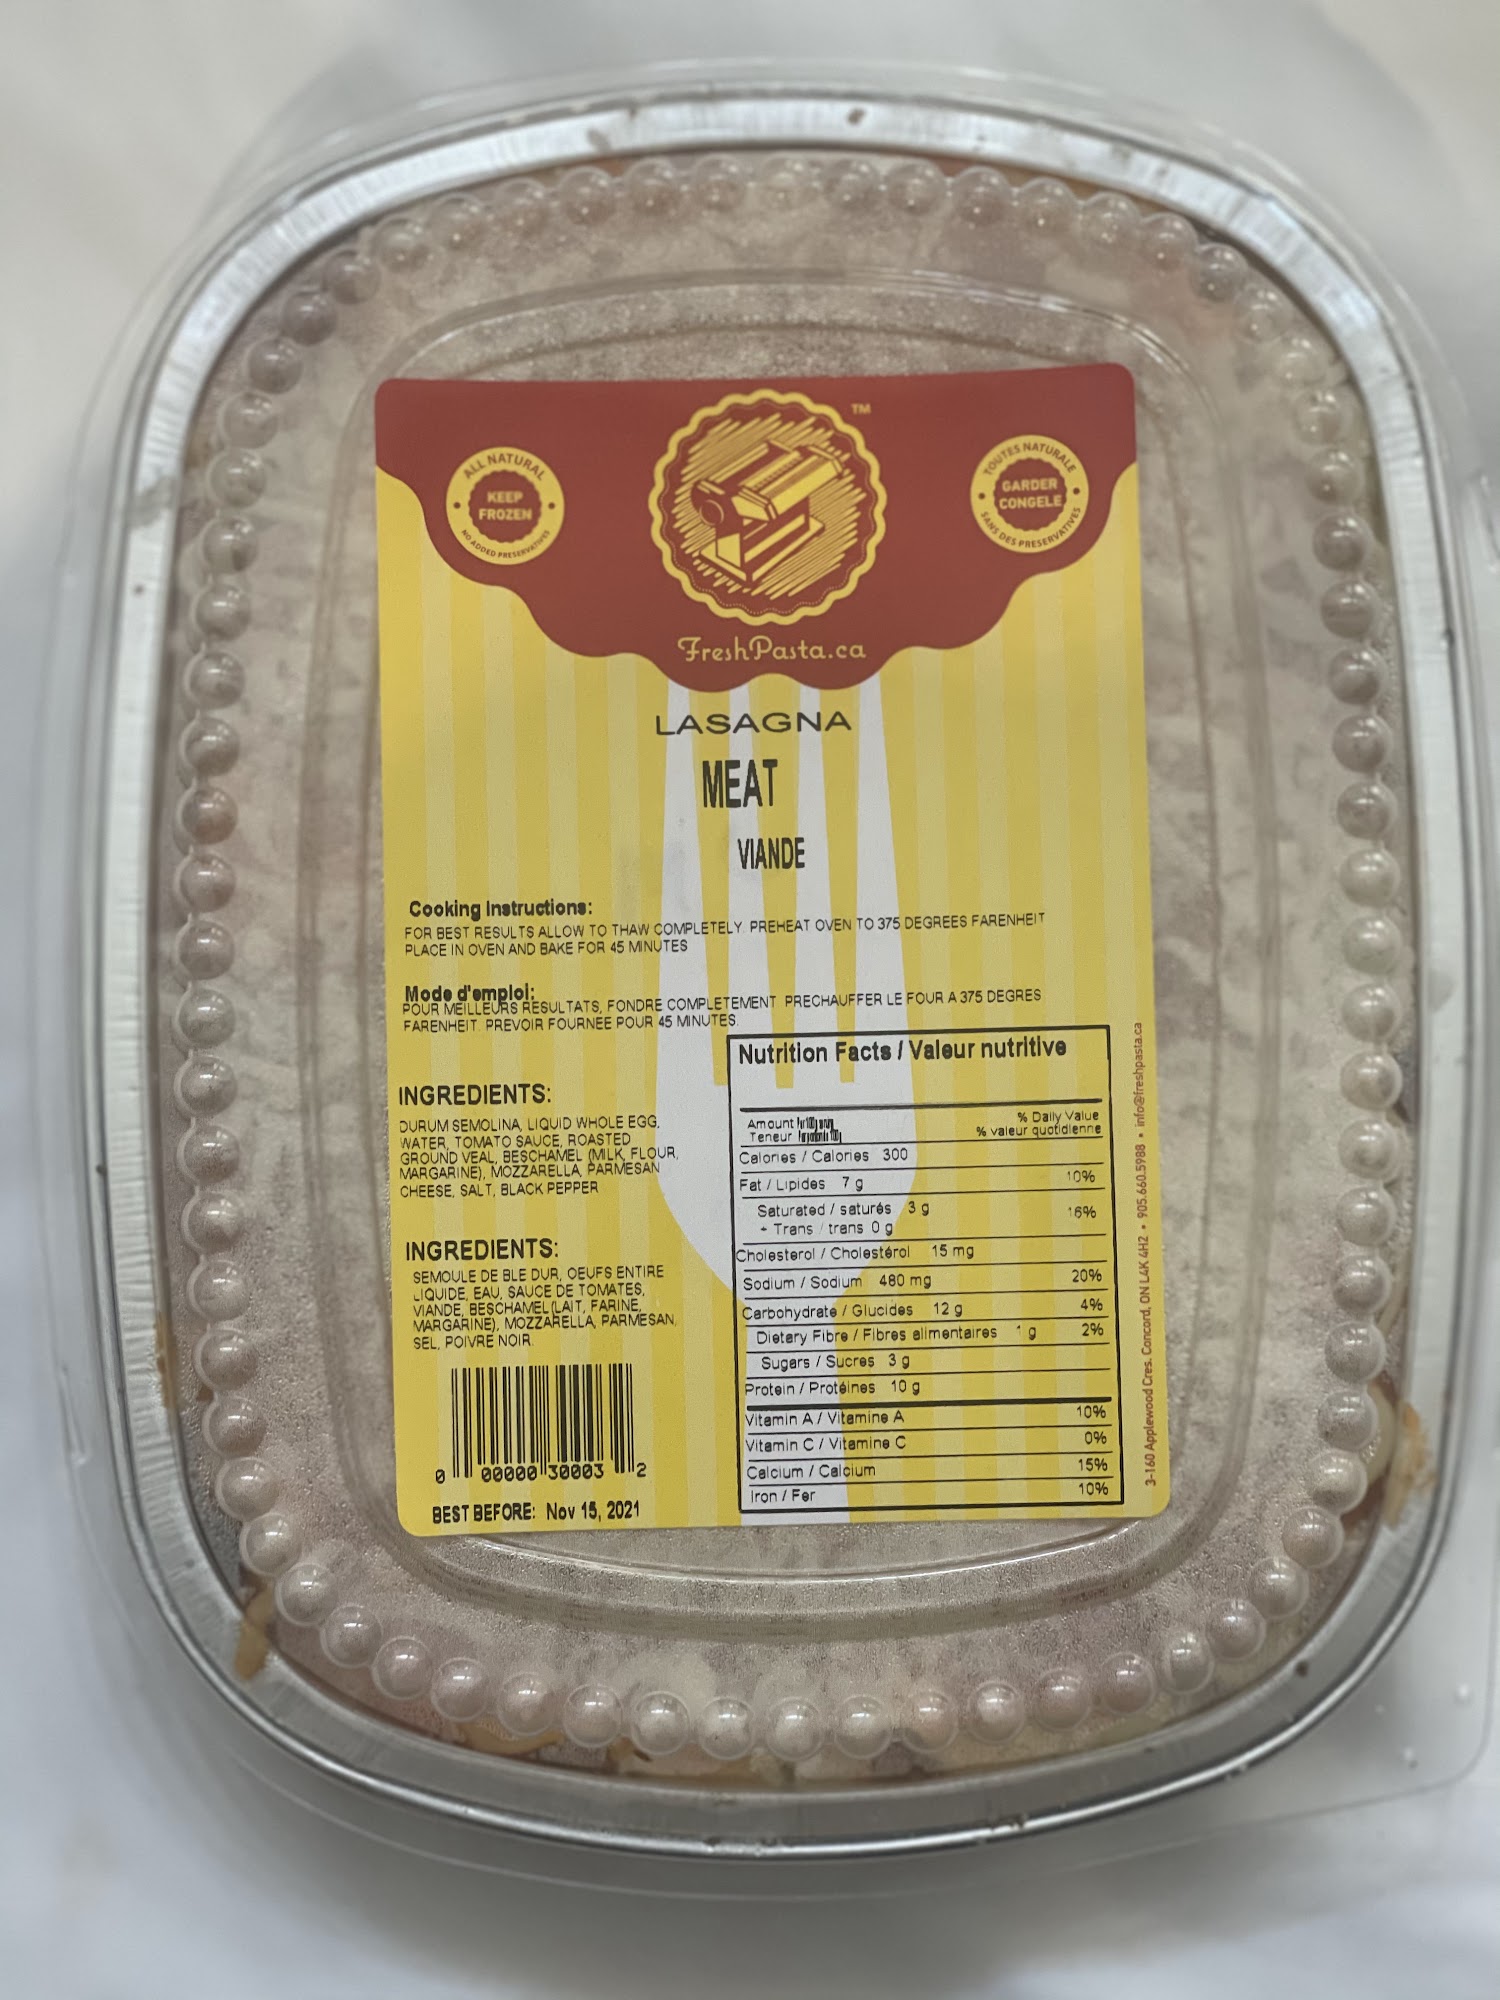 ALL NATURAL
KEEP
FROZEN
NO ADDED PRESERVATIVES
TM
TOUTES NATURALE
GARDER
CONGELE
SANS DES PRESERVATIVES
FreshPasta.ca
LASAGNA
MEAT
VIANDE
Cooking Instructions:
FOR BEST RESULTS ALLOW TO THAW COMPLETELY. PREHEAT OVEN TO 375 DEGREES FARENHEIT
PLACE IN OVEN AND BAKE FOR 45 MINUTES
Mode d'emploi:
POUR MEILLEURS RESULTATS, FONDRE COMPLETEMENT PRECHAUFFER LE FOUR A 375 DEGRES
FARENHEIT. PREVOIR FOURNEE POUR 45 MINUTES.
INGREDIENTS:
DURUM SEMOLINA, LIQUID WHOLE EGG,
WATER, TOMATO SAUCE, ROASTED
GROUND VEAL, BESCHAMEL (MILK, FLOUR,
MARGARINE), MOZZARELLA, PARMESAN
CHEESE, SALT, BLACK PEPPER
INGREDIENTS:
SEMOULE DE BLE DUR, OEUFS ENTIRE
LIQUIDE, EAU, SAUCE DE TOMATES,
VIANDE, BESCHAMEL (LAIT, FARINE,
MARGARINE), MOZZARELLA, PARMESAN,
SEL, POIVRE NOIR.
0 00000 30003 2
BEST BEFORE: Nov 15, 2021
Nutrition Facts / Valeur nutritive
Amount
Teneur
% Daily Value
% valeur quotidienne
Calories / Calories 300
Fat / Lipides 7 g 10%
Saturated / saturés 3 g 16%
+ Trans / trans 0 g
Cholesterol / Cholestérol 15 mg
Sodium / Sodium 480 mg 20%
Carbohydrate / Glucides 12 g 4%
Dietary Fibre / Fibres alimentaires 1 g 2%
Sugars / Sucres 3 g
Protein / Protéines 10 g
Vitamin A / Vitamine A 10%
Vitamin C / Vitamine C 0%
Calcium / Calcium 15%
Iron / Fer 10%
3-160 Applewood Cres. Concord, ON L4K 4H2 • 905.660.5988 • info@freshpasta.ca